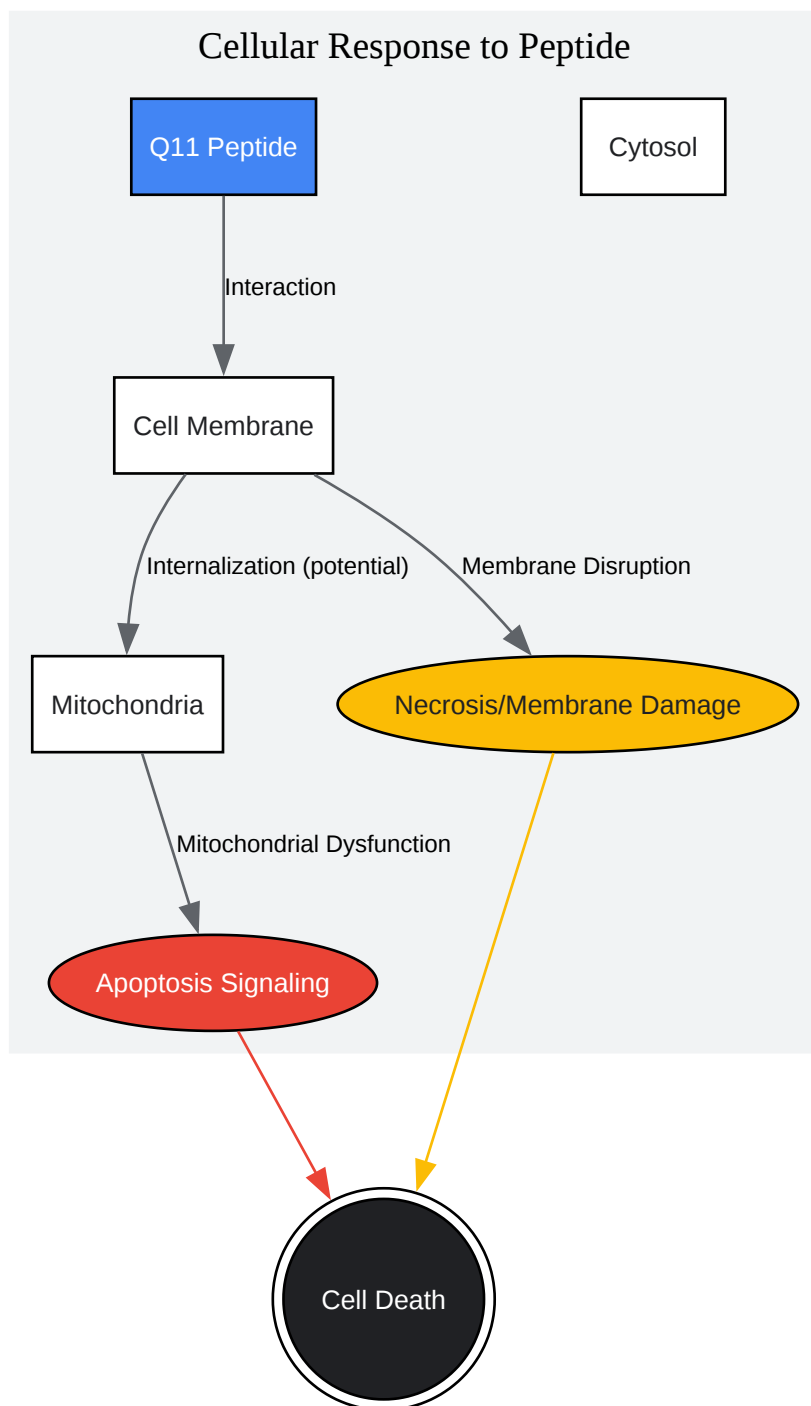 Cellular Response to Peptide
Q11 Peptide
Cytosol
Interaction
Cell Membrane
Internalization (potential)
Membrane Disruption
Mitochondria
Necrosis/Membrane Damage
Mitochondrial Dysfunction
Apoptosis Signaling
Cell Death